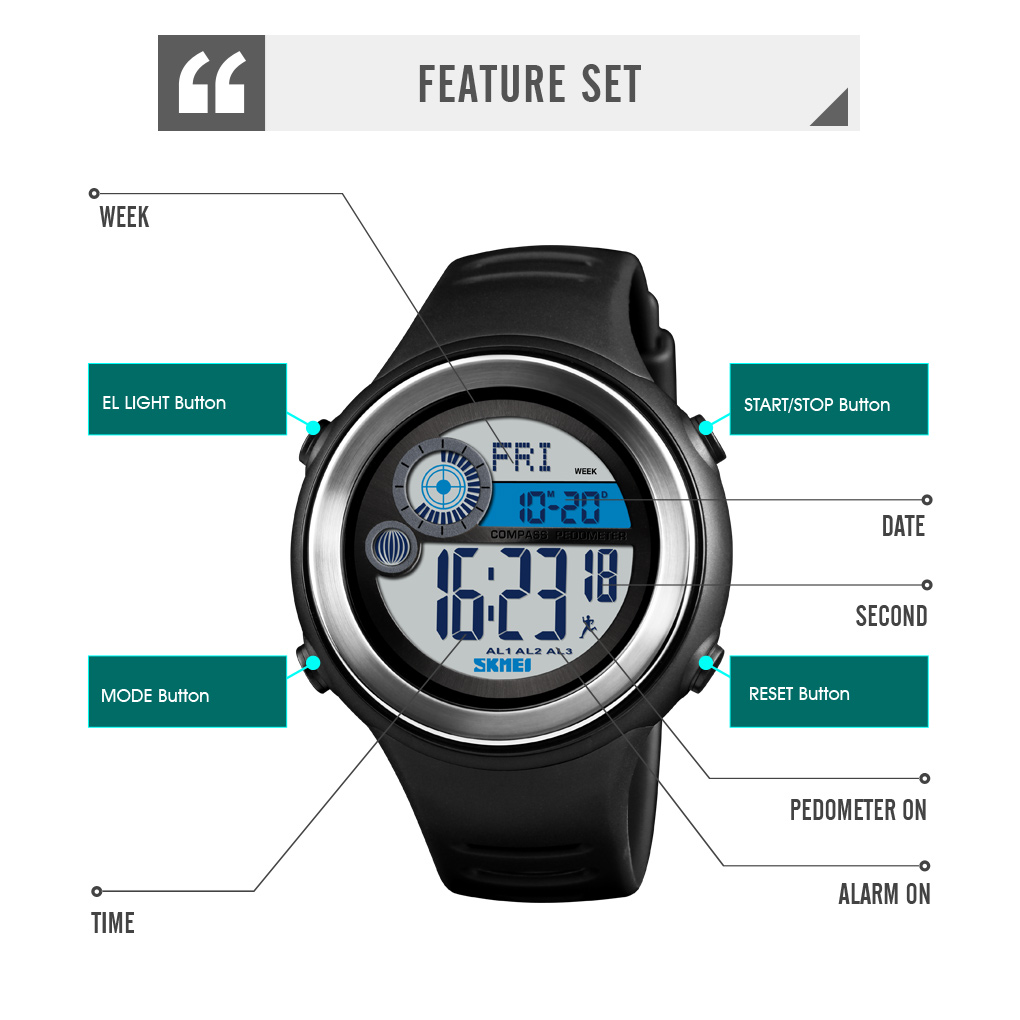 FEATURE SET
WEEK
EL LIGHT Button
START/STOP Button
FRI
WEEK
M D
10-20
DATE
COMPASS PEDOMETER
16:23 18
SECOND
AL1 AL2 AL3
SKMEI
MODE Button
RESET Button
PEDOMETER ON
ALARM ON
TIME